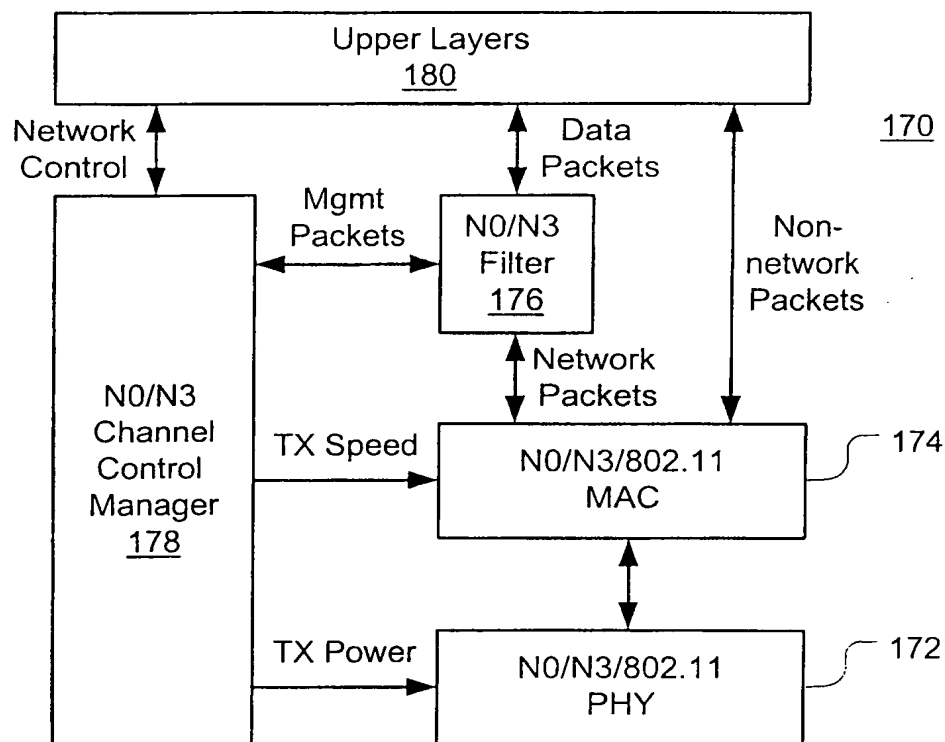 Upper Layers
180
Network
Control
Data
Packets
170
Mgmt
Packets
N0/N3
Filter
176
Non-
network
Packets
Network
Packets
N0/N3
Channel
Control
Manager
178
TX Speed
N0/N3/802.11
MAC
174
TX Power
N0/N3/802.11
PHY
172